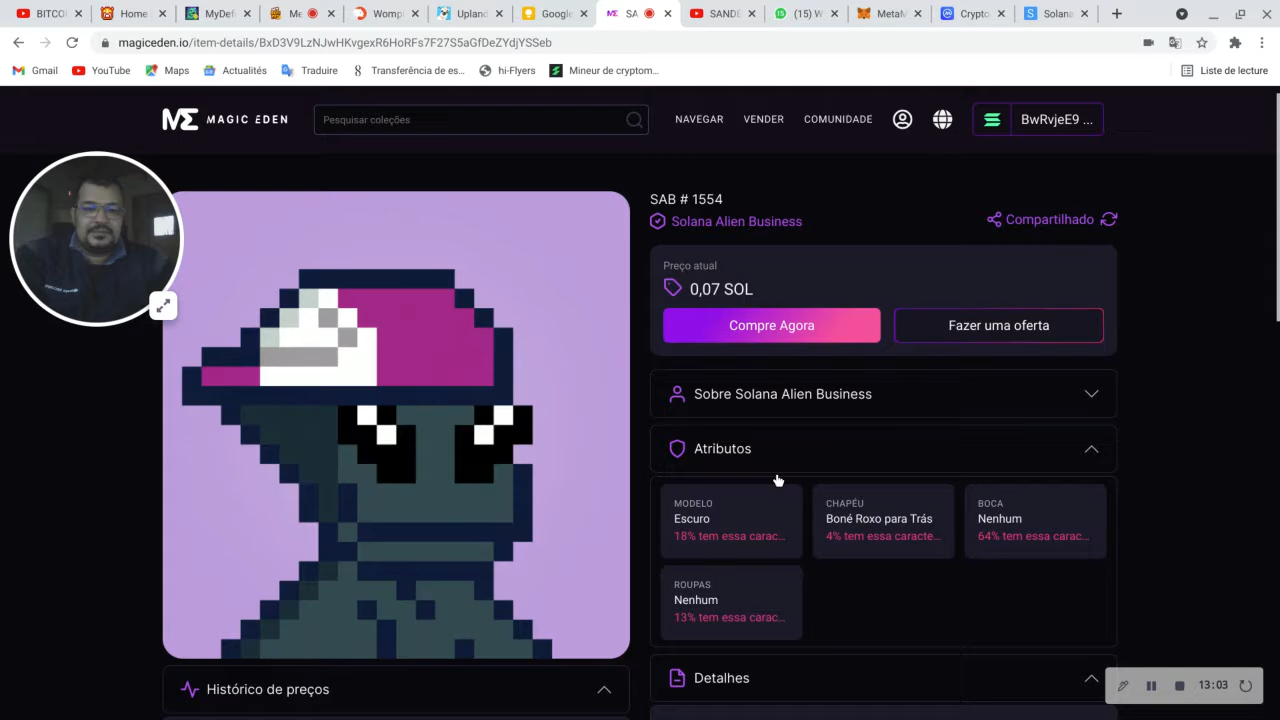 BITCO
Home
MyDef
Me
Womp
Upland
Google
SA
SANDE
(15) W
MetaM
Crypto
Solana
magiceden.io/item-details/BxD3V9LzNJwHKvgexR6HoRFs7F27S5aGfDeZYdjYSSeb
Gmail
YouTube
Maps
Actualités
Traduire
Transferência de es...
hi-Flyers
Mineur de cryptom...
Liste de lecture
MAGIC EDEN
Pesquisar coleções
NAVEGAR
VENDER
COMUNIDADE
BwRvjeE9 ...
SAB # 1554
Solana Alien Business
Compartilhado
Preço atual
0,07 SOL
Compre Agora
Fazer uma oferta
Sobre Solana Alien Business
Atributos
MODELO
Escuro
18% tem essa carac...
CHAPÉU
Boné Roxo para Trás
4% tem essa caracte...
BOCA
Nenhum
64% tem essa carac...
ROUPAS
Nenhum
13% tem essa carac...
Histórico de preços
Detalhes
13:03